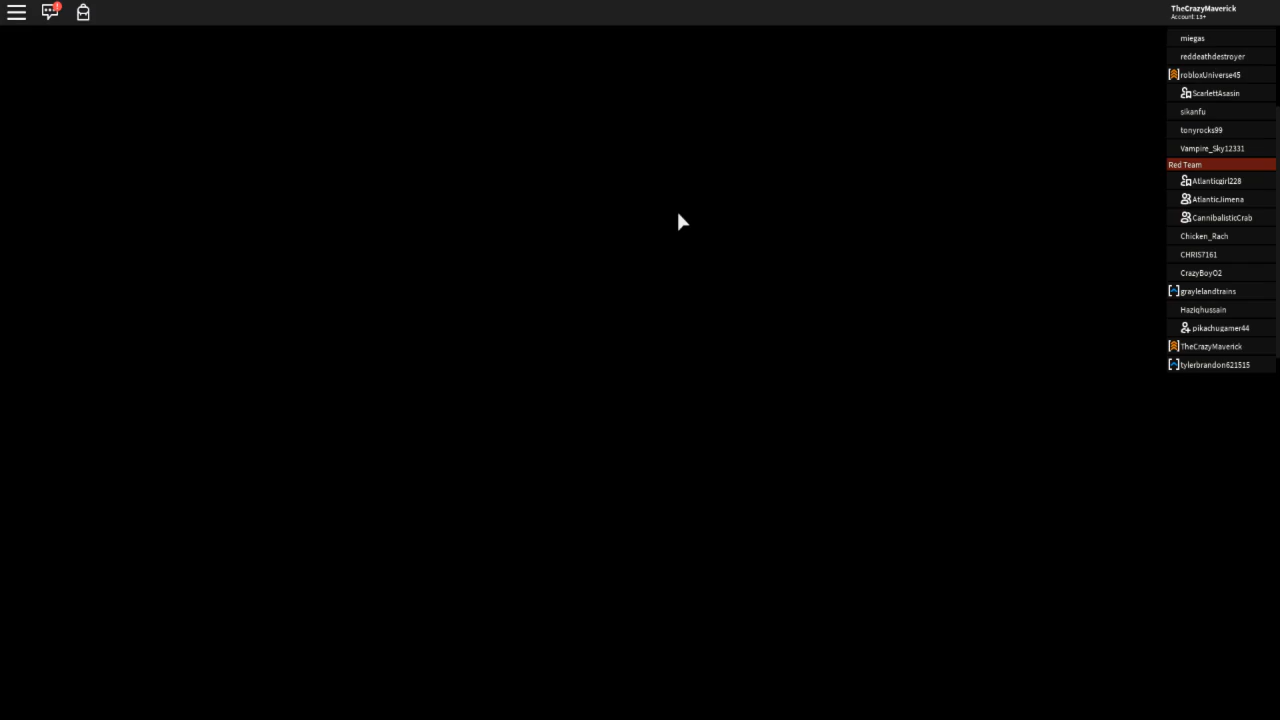 TheCrazyMaverick
Account: 13+
miegas
reddeathdestroyer
robloxUniverse45
ScarlettAsasin
sikanfu
tonyrocks99
Vampire_Sky12331
Red Team
Atlanticgirl228
AtlanticJimena
CannibalisticCrab
Chicken_Rach
CHRIS7161
CrazyBoyO2
graylelandtrains
Haziqhussain
pikachugamer44
TheCrazyMaverick
tylerbrandon621515